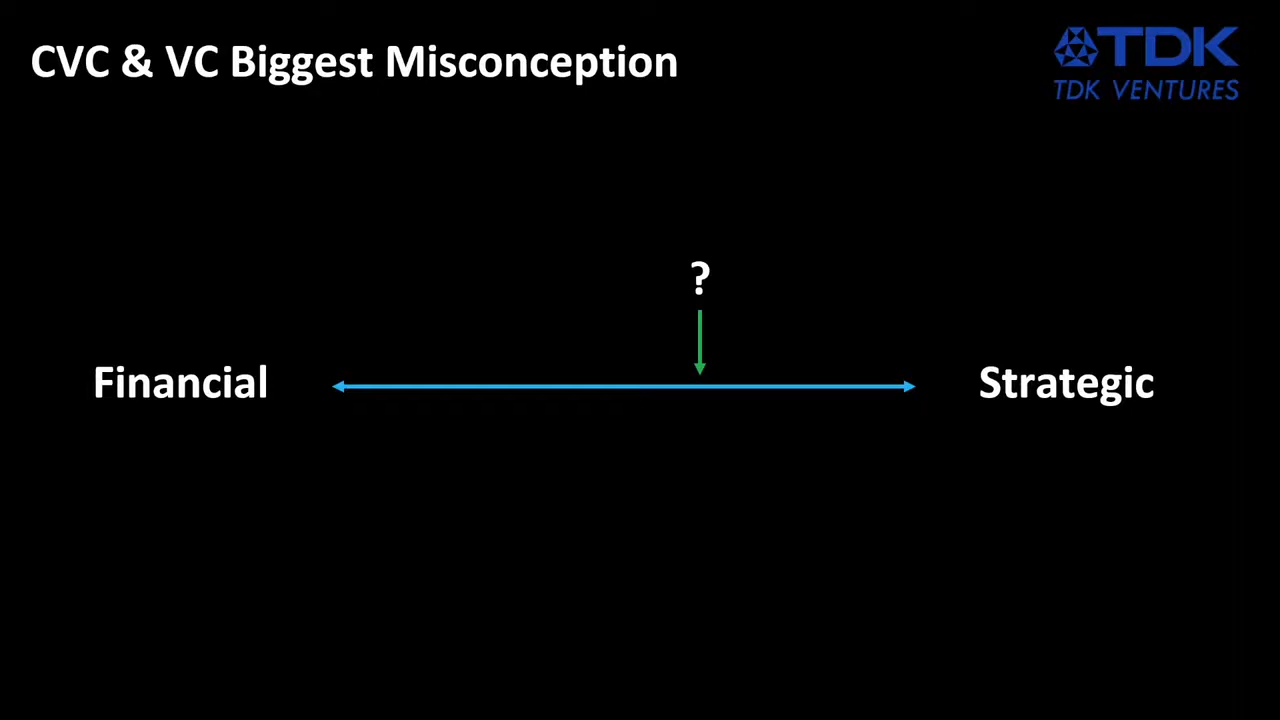 CVC & VC Biggest Misconception
TDK
TDK VENTURES
?
Financial
Strategic